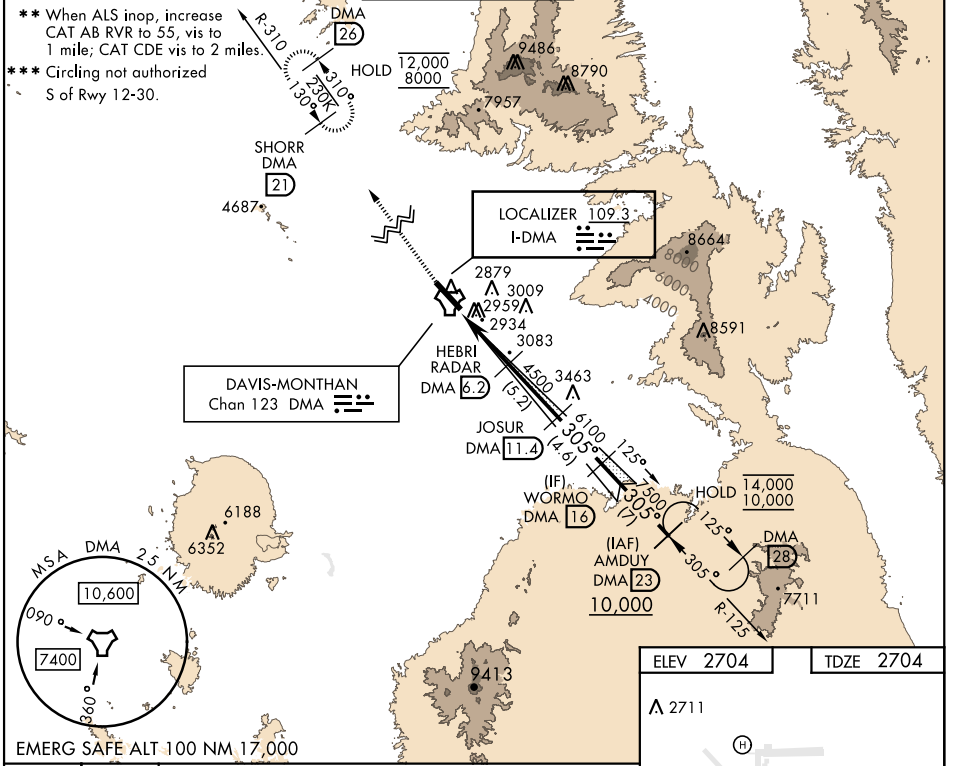 ** When ALS inop, increase
CAT AB RVR to 55, vis to
1 mile; CAT CDE vis to 2 miles.
*** Circling not authorized
S of Rwy 12-30.
R-310
DMA
26
HOLD
12,000
8000
310°
230K
130°
9486
8790
7957
SHORR
DMA
21
4687
LOCALIZER 109.3
I-DMA
8664
8000
6000
4000
8591
2879
3009
2959
2934
3083
HEBRI
RADAR
DMA 6.2
4500
(5.2)
3463
DAVIS-MONTHAN
Chan 123 DMA
JOSUR
DMA 11.4
6100
305°
(4.6)
125°
(IF)
WORMO
DMA 16
7500
305°
(7)
HOLD
14,000
10,000
125°
305°
DMA
28
(IAF)
AMDUY
DMA 23
10,000
7711
R-125
6188
6352
MSA DMA 25 NM
10,600
090°
7400
360°
9413
ELEV 2704
TDZE 2704
2711
H
EMERG SAFE ALT 100 NM 17,000